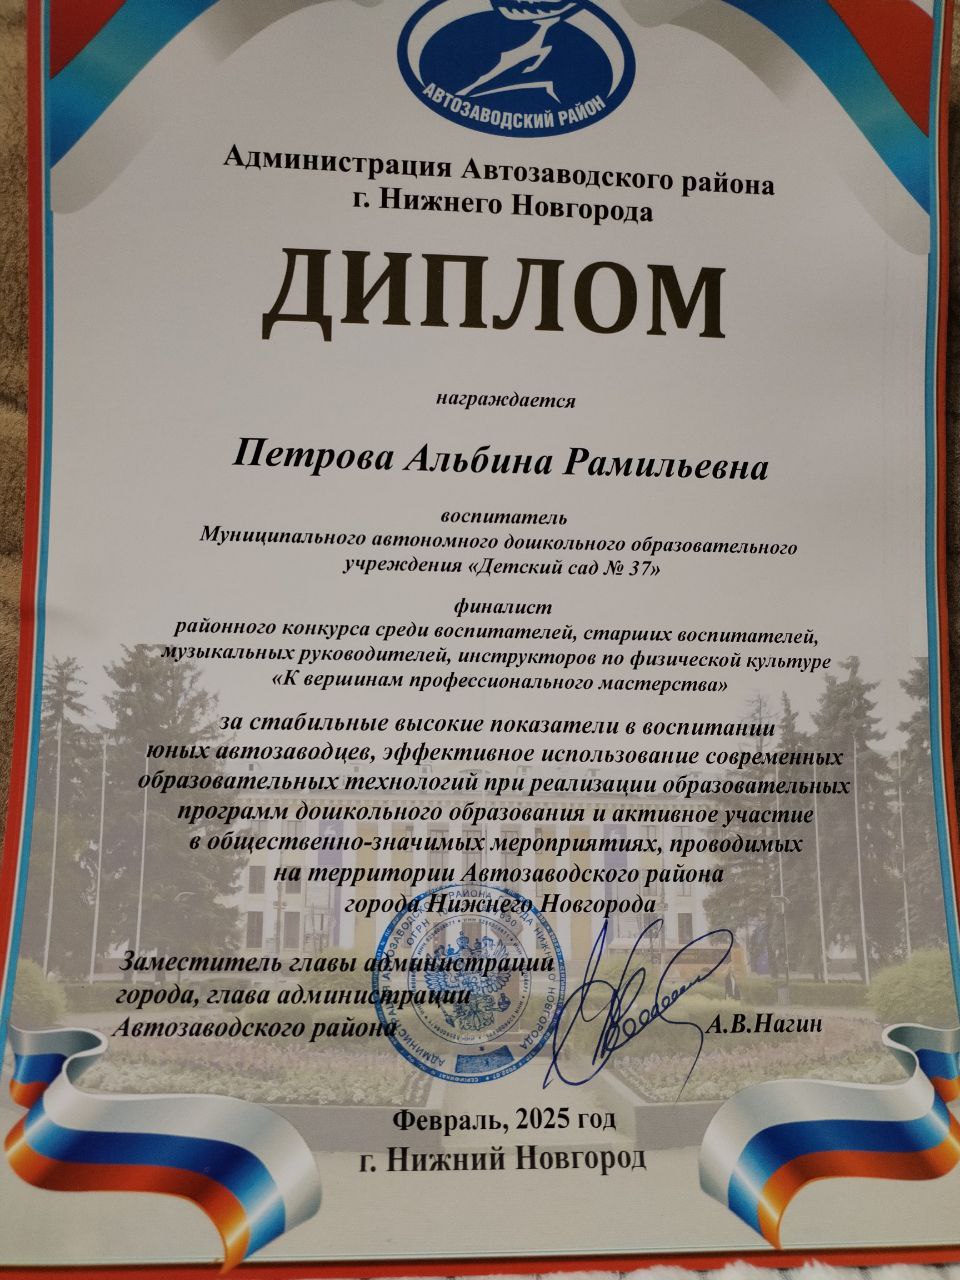 АВТОЗАВОДСКИЙ РАЙОН
Администрация Автозаводского района
г. Нижнего Новгорода
ДИПЛОМ
награждается
Петрова Альбина Рамильевна
воспитатель
Муниципального автономного дошкольного образовательного
учреждения «Детский сад № 37»
финалист
районного конкурса среди воспитателей, старших воспитателей,
музыкальных руководителей, инструкторов по физической культуре
«К вершинам профессионального мастерства»
за стабильные высокие показатели в воспитании
юных автозаводцев, эффективное использование современных
образовательных технологий при реализации образовательных
программ дошкольного образования и активное участие
в общественно-значимых мероприятиях, проводимых
на территории Автозаводского района
города Нижнего Новгорода
Заместитель главы администрации
города, глава администрации
Автозаводского района
А.В.Нагин
Февраль, 2025 год
г. Нижний Новгород